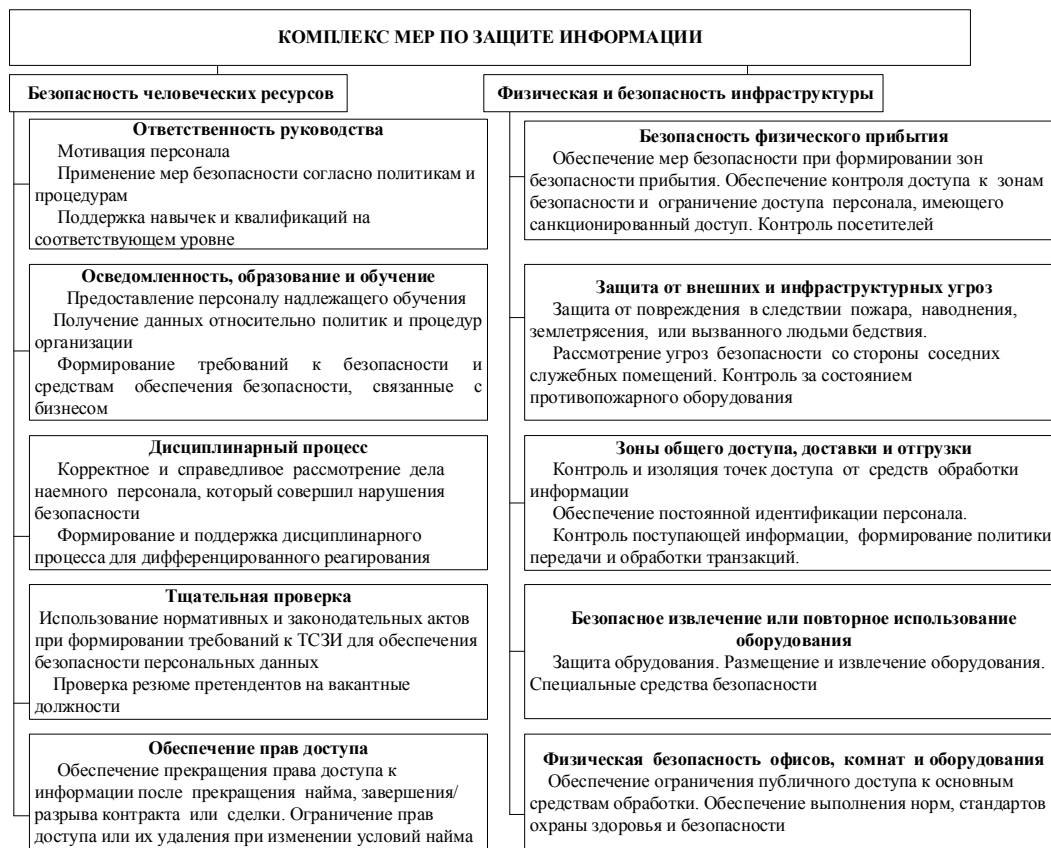 КОМПЛЕКС МЕР ПО ЗАЩИТЕ ИНФОРМАЦИИ
Безопасность человеческих ресурсов
Ответственность руководства
Мотивация персонала
Применение мер безопасности согласно политикам и
процедурам
Поддержка навычек и квалификаций на
соответствующем уровне
Осведомленность, образование и обучение
Предоставление персоналу надлежащего обучения
Получение данных относительно политик и процедур
организации
Формирование требований к безопасности и
средствам обеспечения безопасности, связанные с
бизнесом
Дисциплинарный процесс
Корректное и справедливое рассмотрение дела
наемного персонала, который совершил нарушения
безопасности
Формирование и поддержка дисциплинарного
процесса для дифференцированного реагирования
Тщательная проверка
Использование нормативных и законодательных актов
при формировании требований к ТСЗИ для обеспечения
безопасности персональных данных
Проверка резюме претендентов на вакантные
должности
Обеспечение прав доступа
Обеспечение прекращения права доступа к
информации после прекращения найма, завершения/
разрыва контракта или сделки. Ограничение прав
доступа или их удаления при изменении условий найма
Физическая и безопасность инфраструктуры
Безопасность физического прибытия
Обеспечение мер безопасности при формировании зон
безопасности прибытия. Обеспечение контроля доступа к зонам
безопасности и ограничение доступа персонала, имеющего
санкционированный доступ. Контроль посетителей
Защита от внешних и инфраструктурных угроз
Защита от повреждения в следствии пожара, наводнения,
землетрясения, или вызванного людьми бедствия.
Рассмотрение угроз безопасности со стороны соседних
служебных помещений. Контроль за состоянием
противопожарного оборудования
Зоны общего доступа, доставки и отгрузки
Контроль и изоляция точек доступа от средств обработки
информации
Обеспечение постоянной идентификации персонала.
Контроль поступающей информации, формирование политики
передачи и обработки транзакций.
Безопасное извлечение или повторное использование
оборудования
Защита обрудования. Размещение и извлечение оборудования.
Специальные средства безопасности
Физическая безопасность офисов, комнат и оборудования
Обеспечение ограничения публичного доступа к основным
средствам обработки. Обеспечение выполнения норм, стандартов
охраны здоровья и безопасности